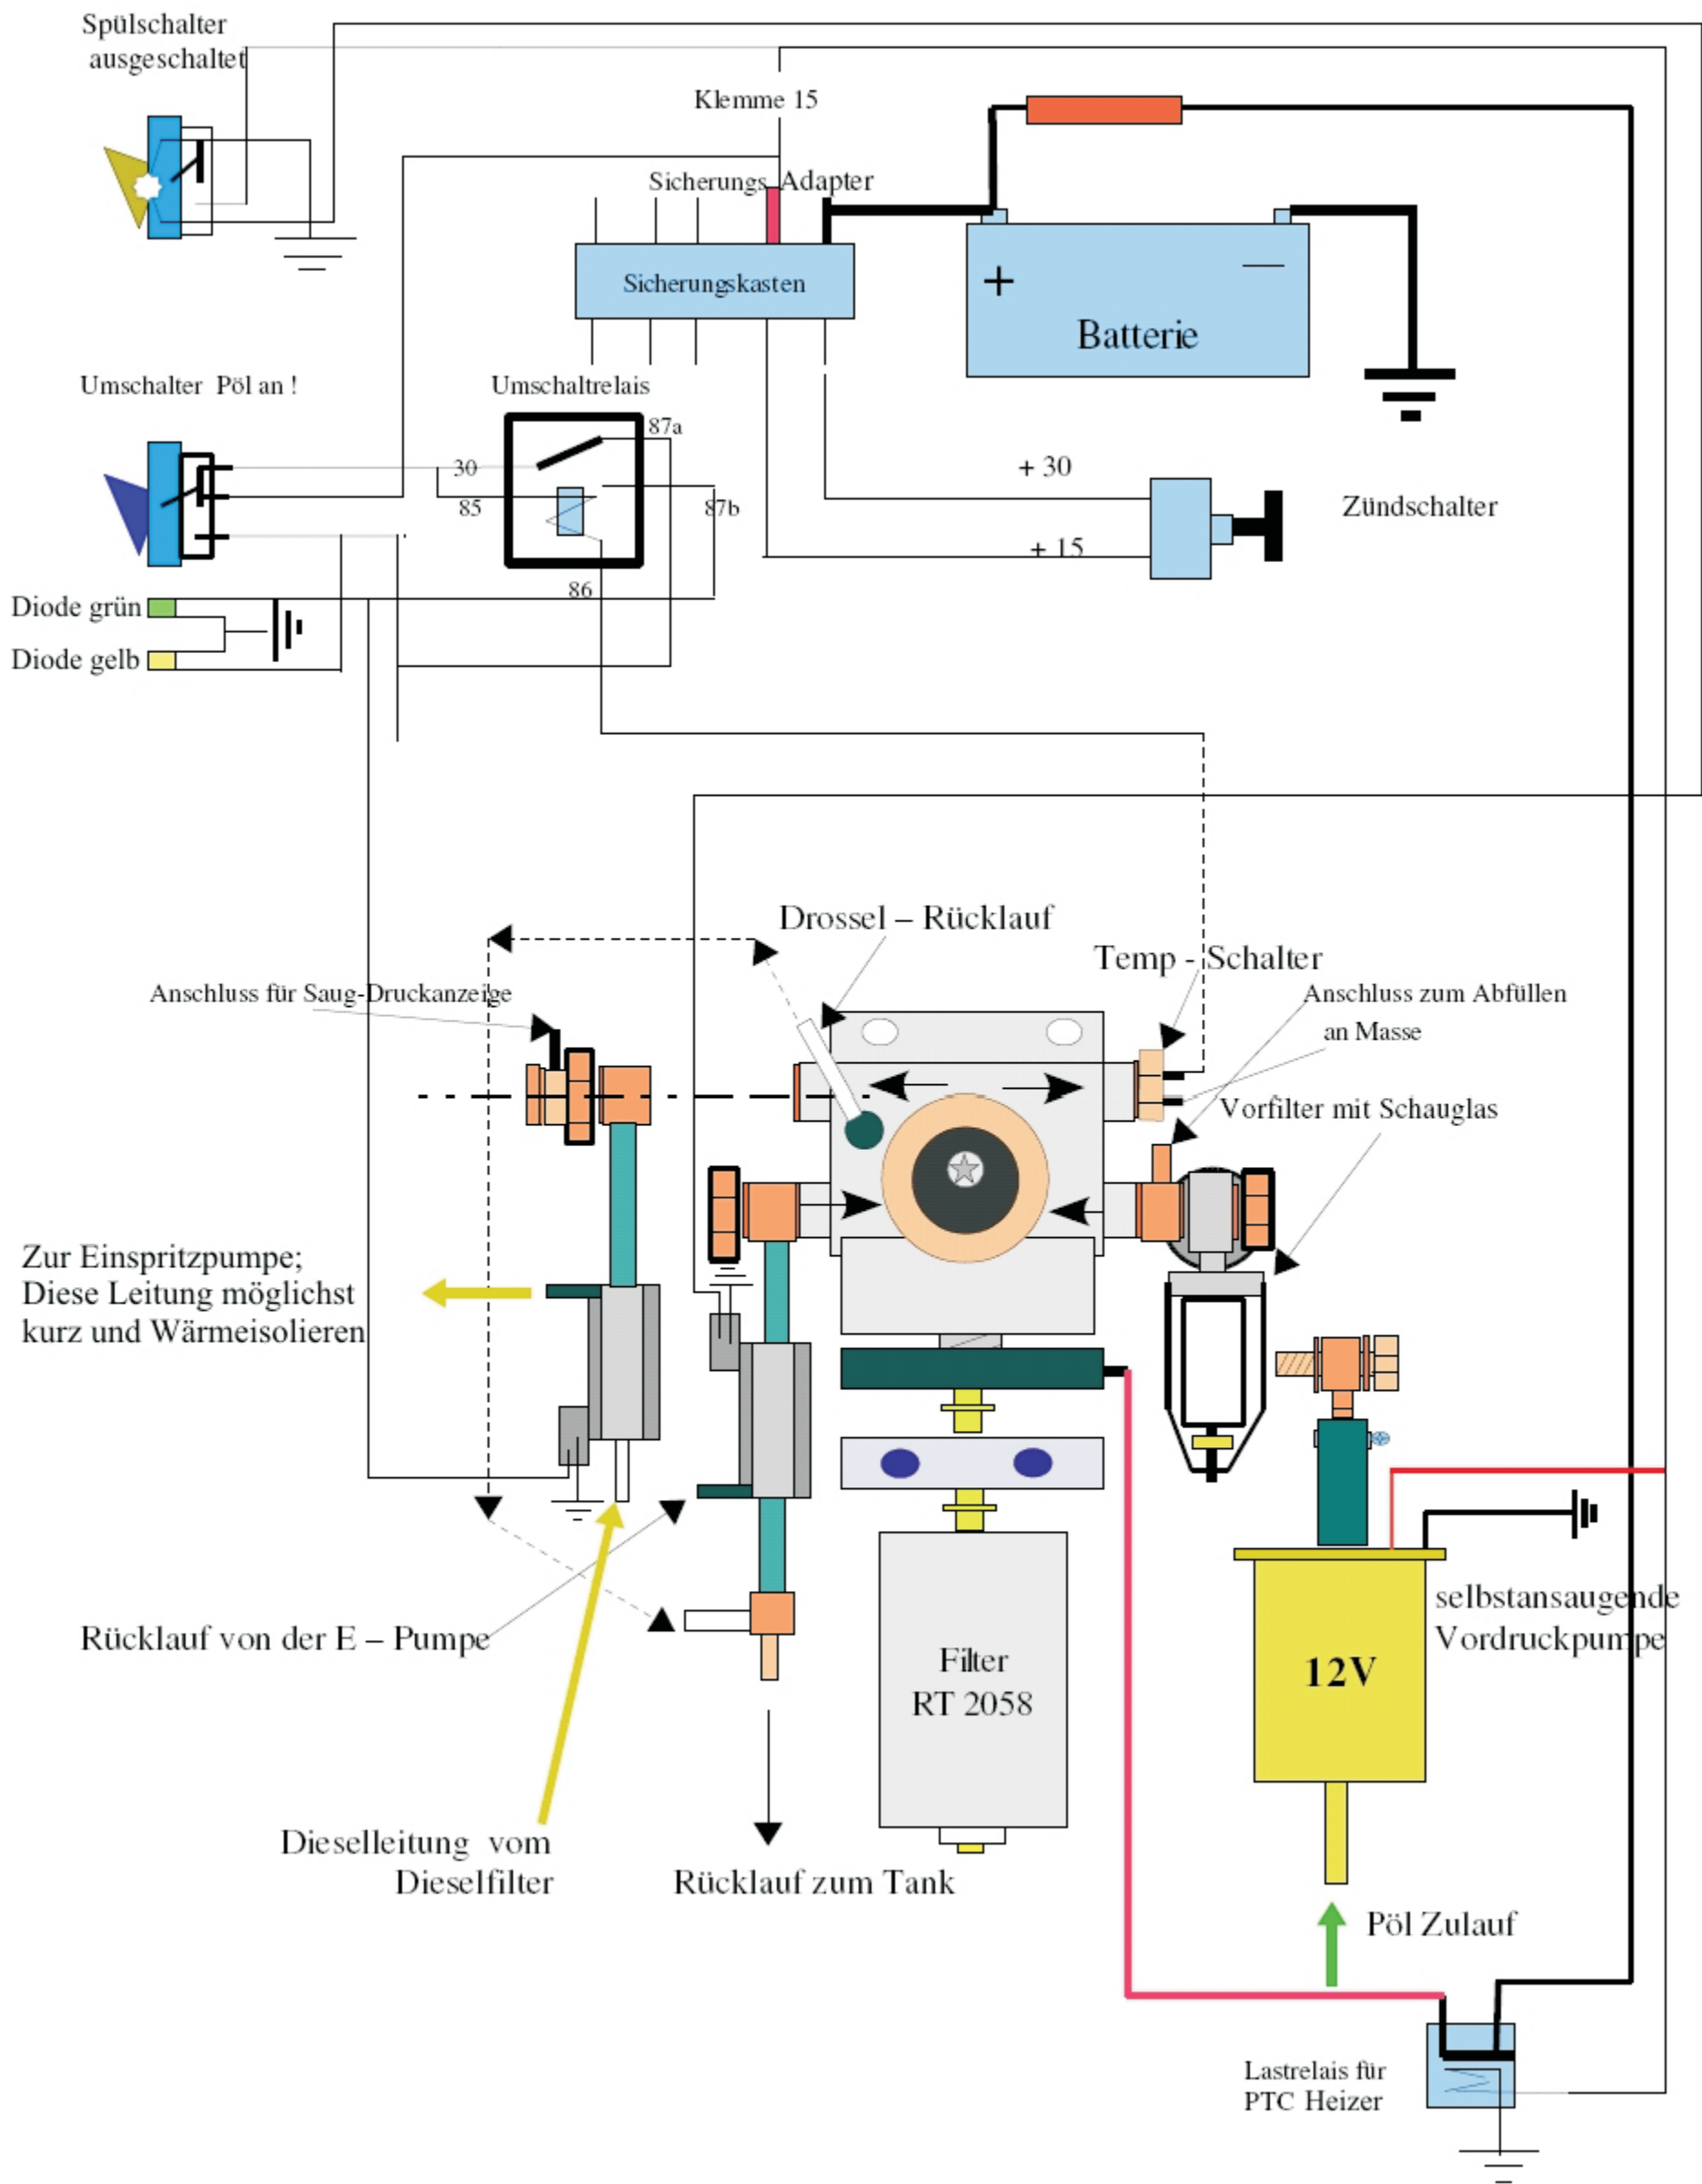 Spülschalter
ausgeschaltet
Klemme 15
Sicherungs Adapter
Sicherungskasten
+
—
Batterie
Umschalter Pöl an !
Umschaltrelais
87a
30
85
87b
86
+ 30
+ 15
Zündschalter
Diode grün
Diode gelb
Drossel – Rücklauf
Temp - Schalter
Anschluss für Saug-Druckanzeige
Anschluss zum Abfüllen
an Masse
Vorfilter mit Schauglas
Zur Einspritzpumpe;
Diese Leitung möglichst
kurz und Wärmeisolieren
Rücklauf von der E – Pumpe
selbstansaugende
Vordruckpumpe
12V
Filter
RT 2058
Dieselleitung vom
Dieselfilter
Rücklauf zum Tank
Pöl Zulauf
Lastrelais für
PTC Heizer